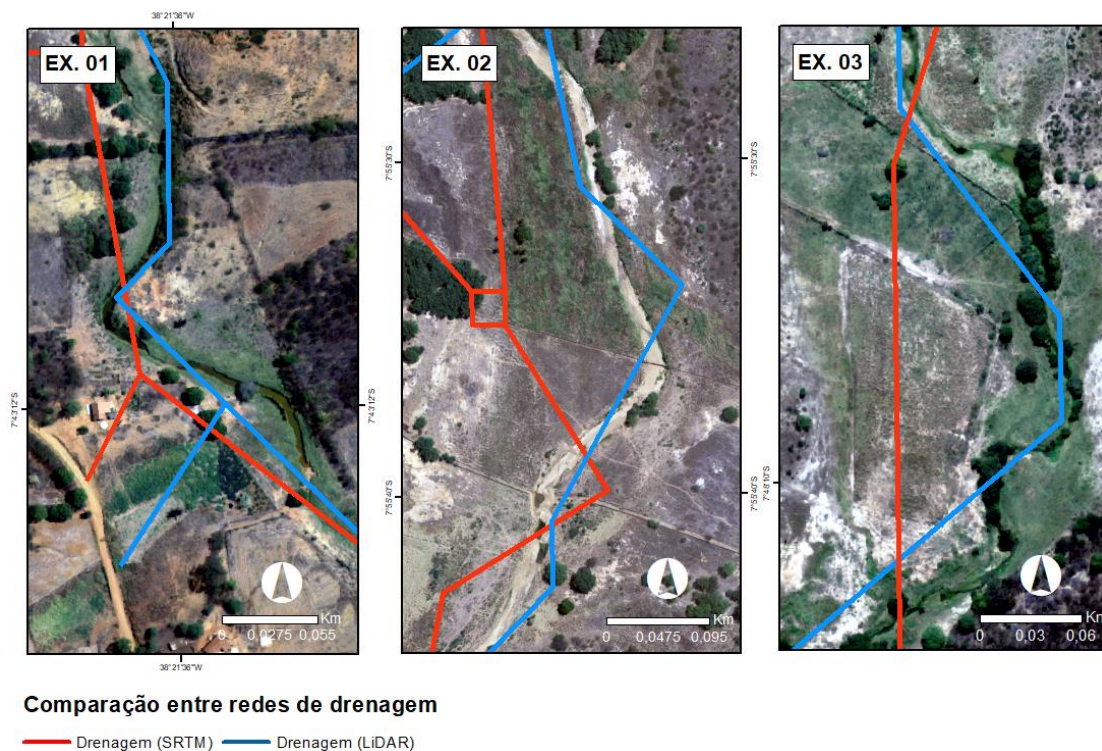 38°21'36"W
EX. 01
EX. 02
EX. 03
7°55'30"S
7°55'30"S
7°43'12"S
7°43'12"S
7°55'40"S
7°55'40"S
7°48'10"S
Km
0 0,0275 0,055
Km
0 0,0475 0,095
Km
0 0,03 0,06
38°21'36"W
Comparação entre redes de drenagem
Drenagem (SRTM) Drenagem (LiDAR)